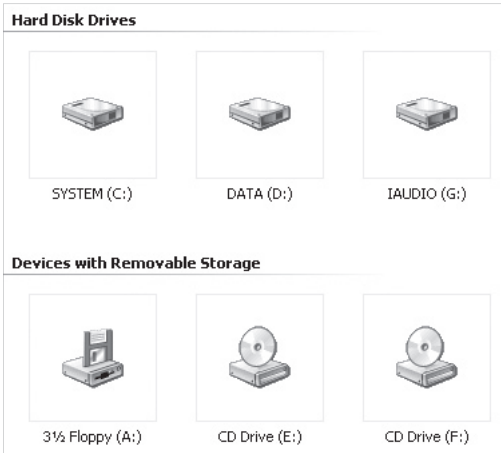 Hard Disk Drives
SYSTEM (C:) DATA (D:) IAUDIO (G:)
Devices with Removable Storage
3½ Floppy (A:) CD Drive (E:) CD Drive (F:)